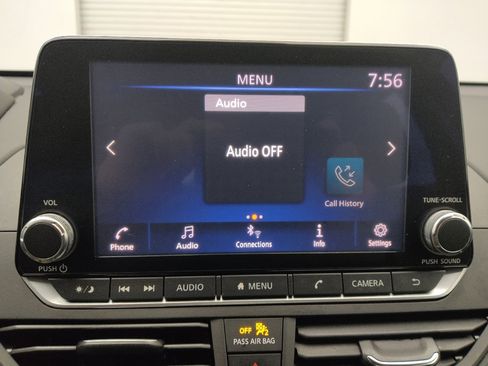 MENU
7:56
Audio
Audio OFF
Call History
VOL
TUNE·SCROLL
Phone
Audio
Connections
Info
Settings
PUSH
PUSH SOUND
AUDIO
MENU
CAMERA
OFF
2
PASS AIR BAG